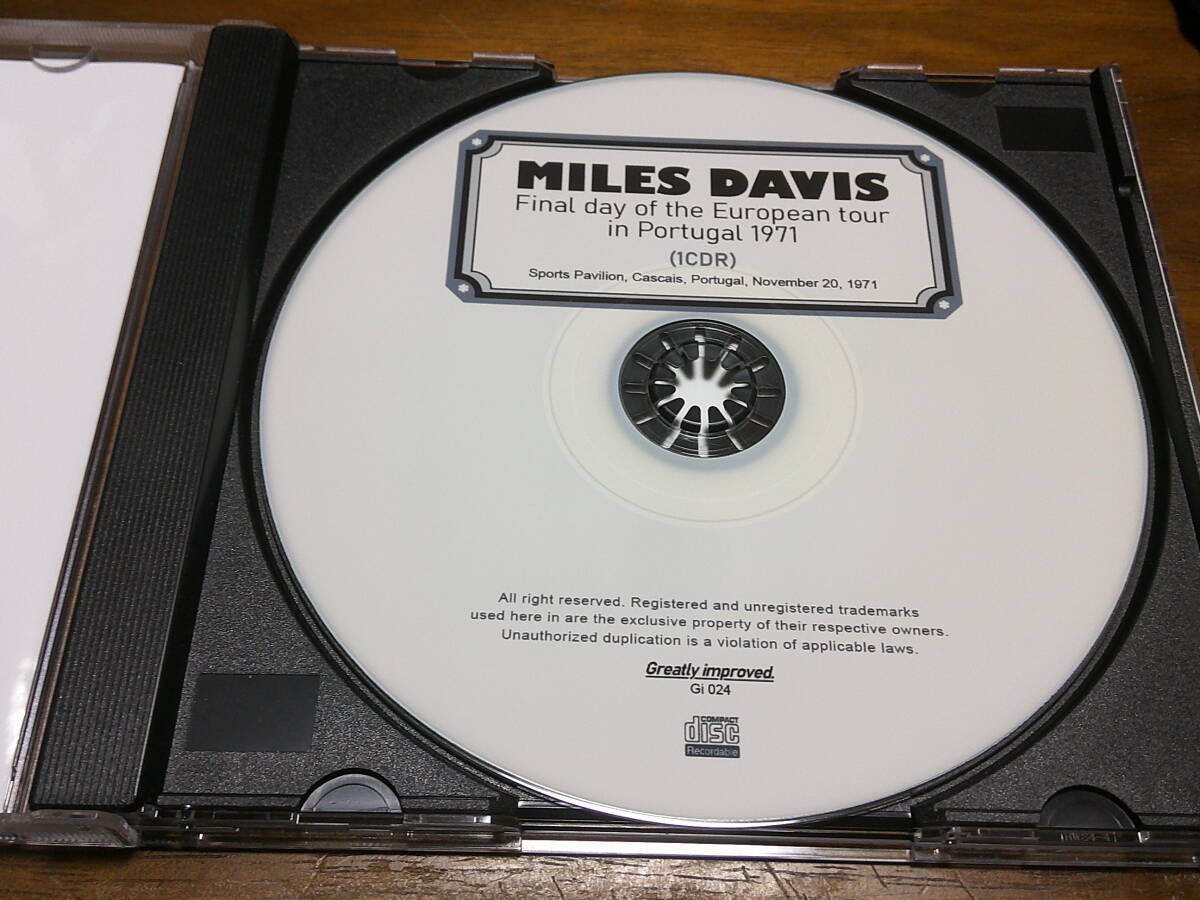 MILES DAVIS
Final day of the European tour
in Portugal 1971
(1CDR)
Sports Pavilion, Cascais, Portugal, November 20, 1971
All right reserved. Registered and unregistered trademarks
used here in are the exclusive property of their respective owners.
Unauthorized duplication is a violation of applicable laws.
Greatly improved.
Gi 024
COMPACT
disc
Recordable